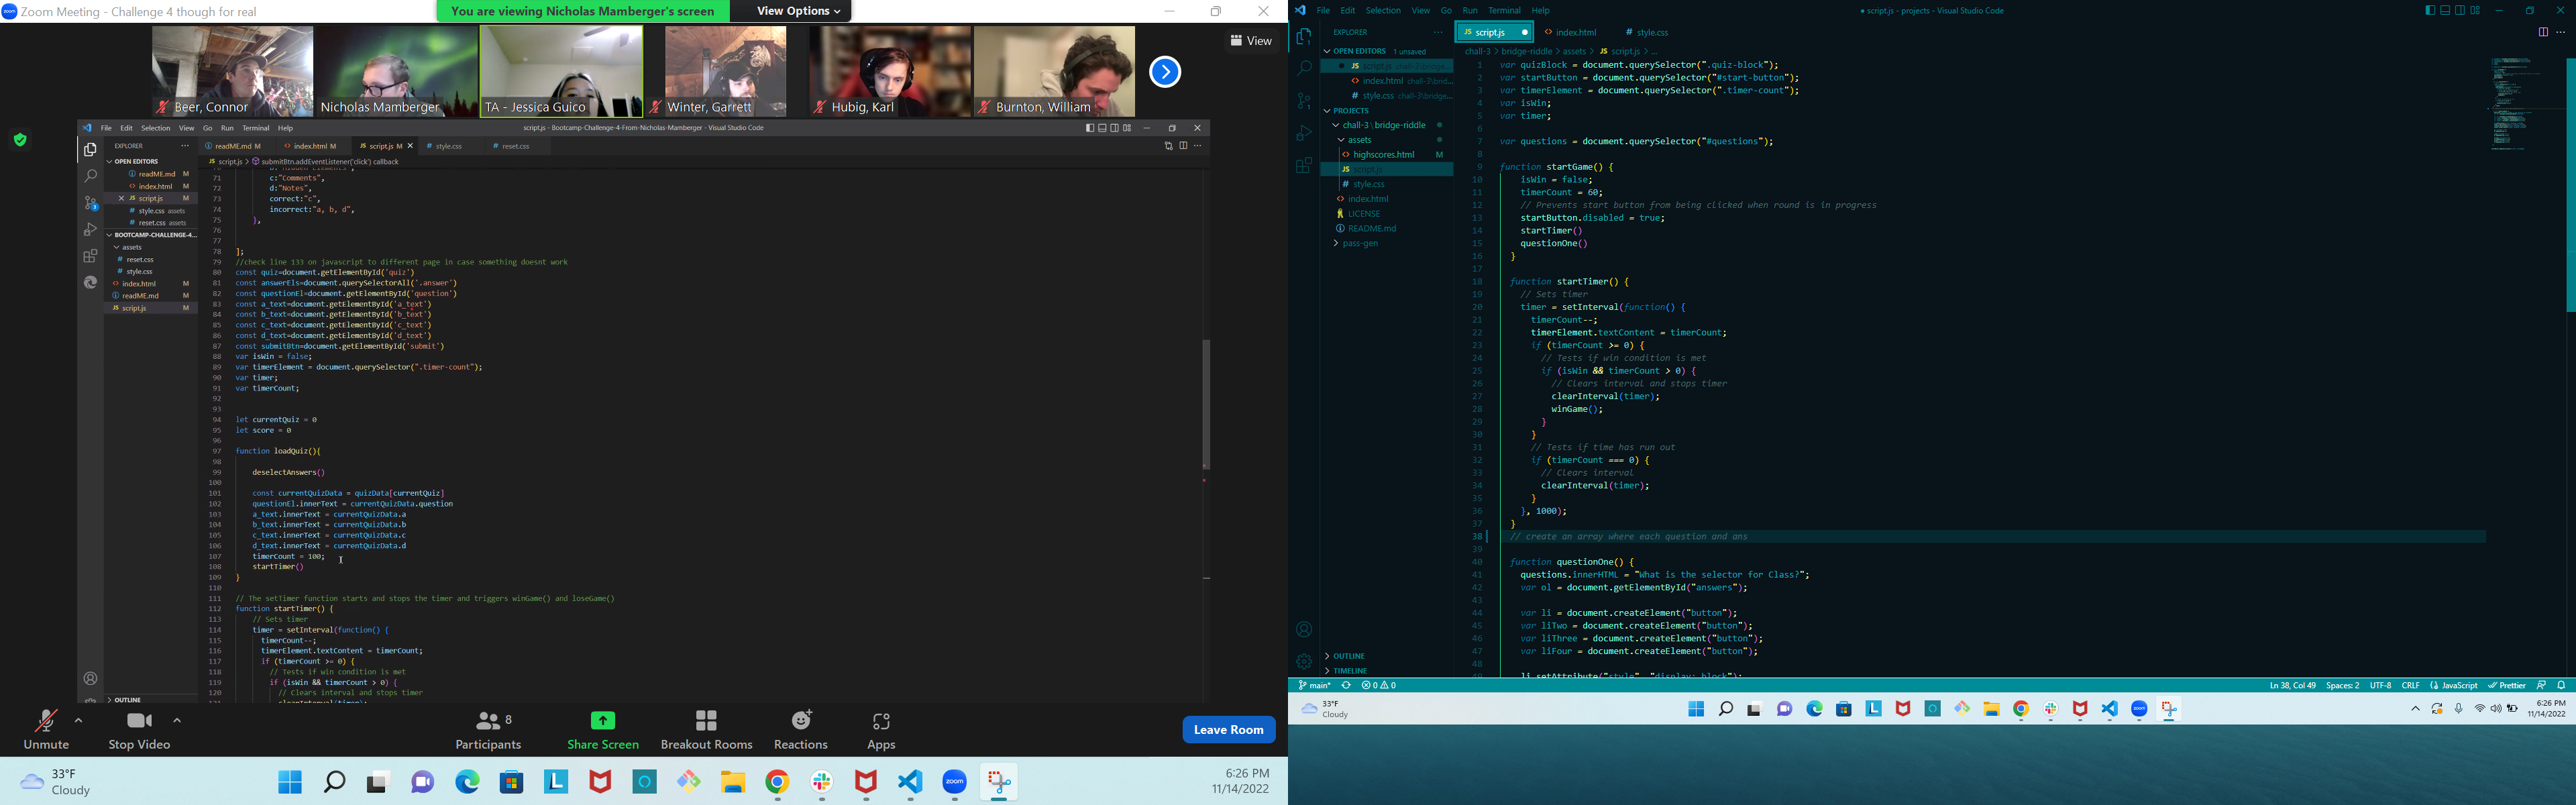 Zoom Meeting - Challenge 4 though for real
You are viewing Nicholas Mamberger's screen
View Options
View
Beer, Connor
Nicholas Mamberger
TA - Jessica Guico
Winter, Garrett
Hubig, Karl
Burnton, William
File Edit Selection View Go Run Terminal Help
script.js - Bootcamp-Challenge-4-From-Nicholas-Mamberger - Visual Studio Code
EXPLORER
readME.md M
index.html M
script.js M
style.css
reset.css
OPEN EDITORS
readME.md M
index.html M
script.js M
style.css assets
reset.css assets
BOOTCAMP-CHALLENGE-4...
assets
reset.css
style.css
index.html M
readME.md M
script.js M
OUTLINE
script.js > submitBtn.addEventListener('click') callback
71 c:"Comments",
72 d:"Notes",
73 correct:"c",
74 incorrect:"a, b, d",
75 },
76
77
78 ];
79 //check line 133 on javascript to different page in case something doesnt work
80 const quiz=document.getElementById('quiz')
81 const answerEls=document.querySelectorAll('.answer')
82 const questionEl=document.getElementById('question')
83 const a_text=document.getElementById('a_text')
84 const b_text=document.getElementById('b_text')
85 const c_text=document.getElementById('c_text')
86 const d_text=document.getElementById('d_text')
87 const submitBtn=document.getElementById('submit')
88 var isWin = false;
89 var timerElement = document.querySelector(".timer-count");
90 var timer;
91 var timerCount;
92
93
94 let currentQuiz = 0
95 let score = 0
96
97 function loadQuiz(){
98
99 deselectAnswers()
100
101 const currentQuizData = quizData[currentQuiz]
102 questionEl.innerText = currentQuizData.question
103 a_text.innerText = currentQuizData.a
104 b_text.innerText = currentQuizData.b
105 c_text.innerText = currentQuizData.c
106 d_text.innerText = currentQuizData.d
107 timerCount = 100;
108 startTimer()
109 }
110
111 // The setTimer function starts and stops the timer and triggers winGame() and loseGame()
112 function startTimer() {
113 // Sets timer
114 timer = setInterval(function() {
115 timerCount--;
116 timerElement.textContent = timerCount;
117 if (timerCount >= 0) {
118 // Tests if win condition is met
119 if (isWin && timerCount > 0) {
120 // Clears interval and stops timer
Unmute
Stop Video
8
Participants
Share Screen
Breakout Rooms
Reactions
Apps
Leave Room
33°F
Cloudy
zoom
6:26 PM
11/14/2022
File Edit Selection View Go Run Terminal Help
● script.js - projects - Visual Studio Code
EXPLORER
script.js
index.html
style.css
OPEN EDITORS 1 unsaved
script.js chall-3\bridge...
index.html chall-3\brid...
style.css chall-3\bridge...
PROJECTS
chall-3 \ bridge-riddle
assets
highscores.html M
script.js
style.css
index.html
LICENSE
README.md
pass-gen
OUTLINE
TIMELINE
chall-3 > bridge-riddle > assets > script.js > ...
1 var quizBlock = document.querySelector(".quiz-block");
2 var startButton = document.querySelector("#start-button");
3 var timerElement = document.querySelector(".timer-count");
4 var isWin;
5 var timer;
6
7 var questions = document.querySelector("#questions");
8
9 function startGame() {
10 isWin = false;
11 timerCount = 60;
12 // Prevents start button from being clicked when round is in progress
13 startButton.disabled = true;
14 startTimer()
15 questionOne()
16 }
17
18 function startTimer() {
19 // Sets timer
20 timer = setInterval(function() {
21 timerCount--;
22 timerElement.textContent = timerCount;
23 if (timerCount >= 0) {
24 // Tests if win condition is met
25 if (isWin && timerCount > 0) {
26 // Clears interval and stops timer
27 clearInterval(timer);
28 winGame();
29 }
30 }
31 // Tests if time has run out
32 if (timerCount === 0) {
33 // Clears interval
34 clearInterval(timer);
35 }
36 }, 1000);
37 }
38 // create an array where each question and ans
39
40 function questionOne() {
41 questions.innerHTML = "What is the selector for Class?";
42 var ol = document.getElementById("answers");
43
44 var li = document.createElement("button");
45 var liTwo = document.createElement("button");
46 var liThree = document.createElement("button");
47 var liFour = document.createElement("button");
48
49 li.setAttribute("style", "display: block");
main* 0 0
Ln 38, Col 49 Spaces: 2 UTF-8 CRLF JavaScript Prettier
33°F
Cloudy
6:26 PM
11/14/2022